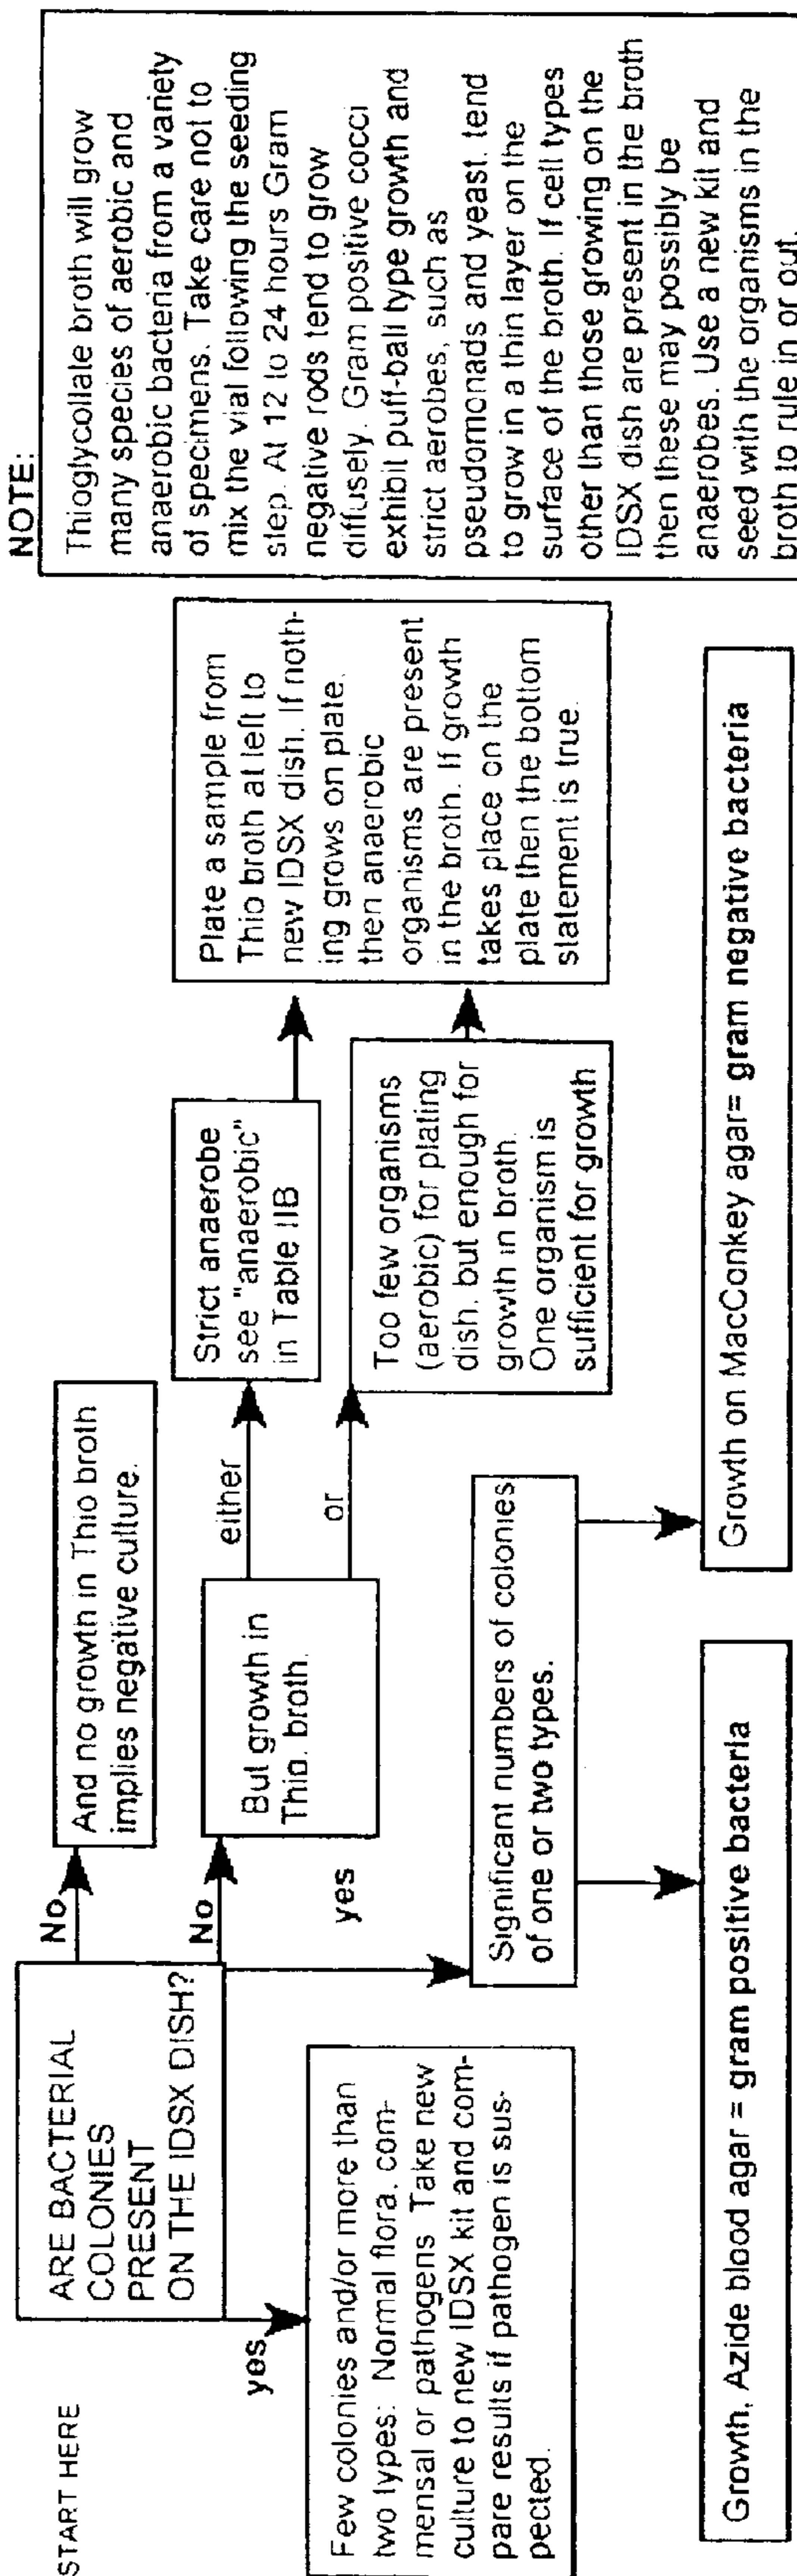 START HERE
ARE BACTERIAL
COLONIES
PRESENT
ON THE IDSX DISH?
No
And no growth in Thio broth
implies negative culture.
No
But growth in
Thio. broth.
either
Strict anaerobe
see "anaerobic"
in Table IIB
or
Too few organisms
(aerobic) for plating
dish, but enough for
growth in broth.
One organism is
sufficient for growth
Plate a sample from
Thio broth at left to
new IDSX dish. If noth-
ing grows on plate,
then anaerobic
organisms are present
in the broth. If growth
takes place on the
plate then the bottom
statement is true.
yes
Few colonies and/or more than
two types: Normal flora, com-
mensal or pathogens Take new
culture to new IDSX kit and com-
pare results if pathogen is sus-
pected.
yes
Significant numbers of colonies
of one or two types.
Growth, Azide blood agar = gram positive bacteria
Growth on MacConkey agar= gram negative bacteria
NOTE:
Thioglycollate broth will grow
many species of aerobic and
anaerobic bacteria from a variety
of specimens. Take care not to
mix the vial following the seeding
step. At 12 to 24 hours Gram
negative rods tend to grow
diffusely. Gram positive cocci
exhibit puff-ball type growth and
strict aerobes, such as
pseudomonads and yeast, tend
to grow in a thin layer on the
surface of the broth. If cell types
other than those growing on the
IDSX dish are present in the broth
then these may possibly be
anaerobes. Use a new kit and
seed with the organisms in the
broth to rule in or out.